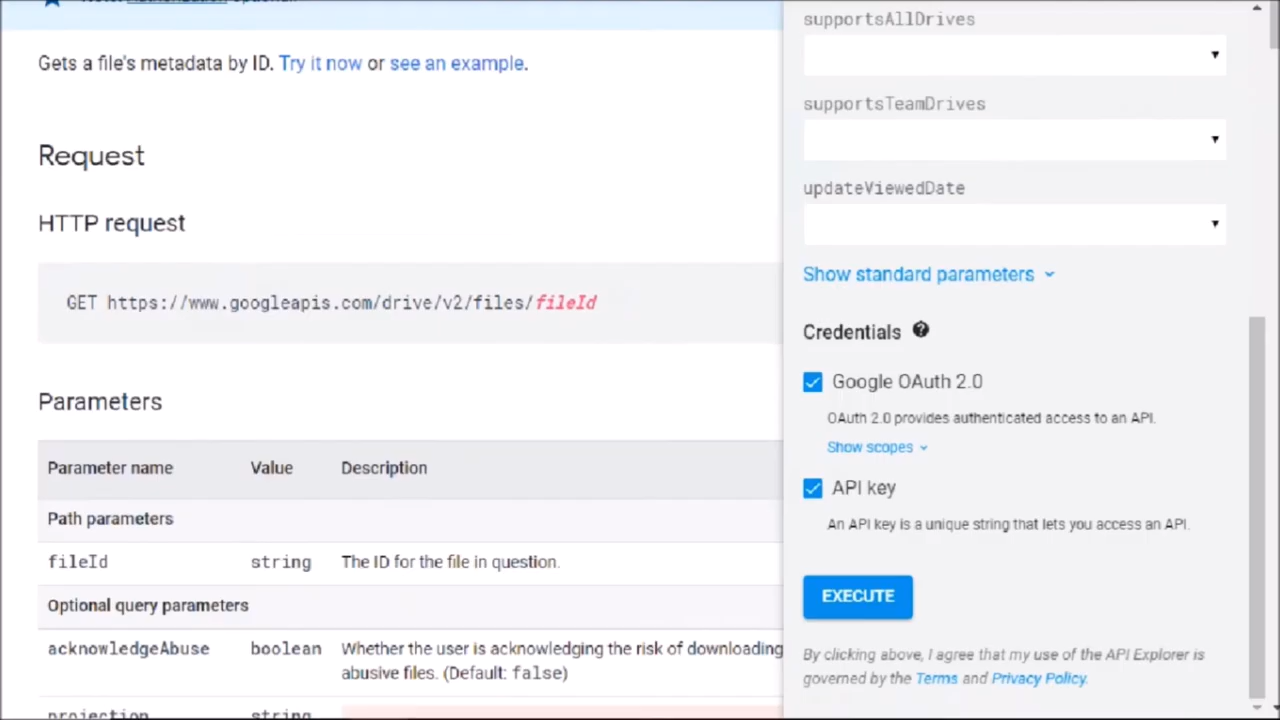 Gets a file's metadata by ID. Try it now or see an example.
Request
HTTP request
GET https://www.googleapis.com/drive/v2/files/fileId
Parameters
Parameter name Value Description
Path parameters
fileId string The ID for the file in question.
Optional query parameters
acknowledgeAbuse boolean Whether the user is acknowledging the risk of downloading
abusive files. (Default: false)
projection string
supportsAllDrives
supportsTeamDrives
updateViewedDate
Show standard parameters
Credentials
Google OAuth 2.0
OAuth 2.0 provides authenticated access to an API.
Show scopes
API key
An API key is a unique string that lets you access an API.
EXECUTE
By clicking above, I agree that my use of the API Explorer is
governed by the Terms and Privacy Policy.